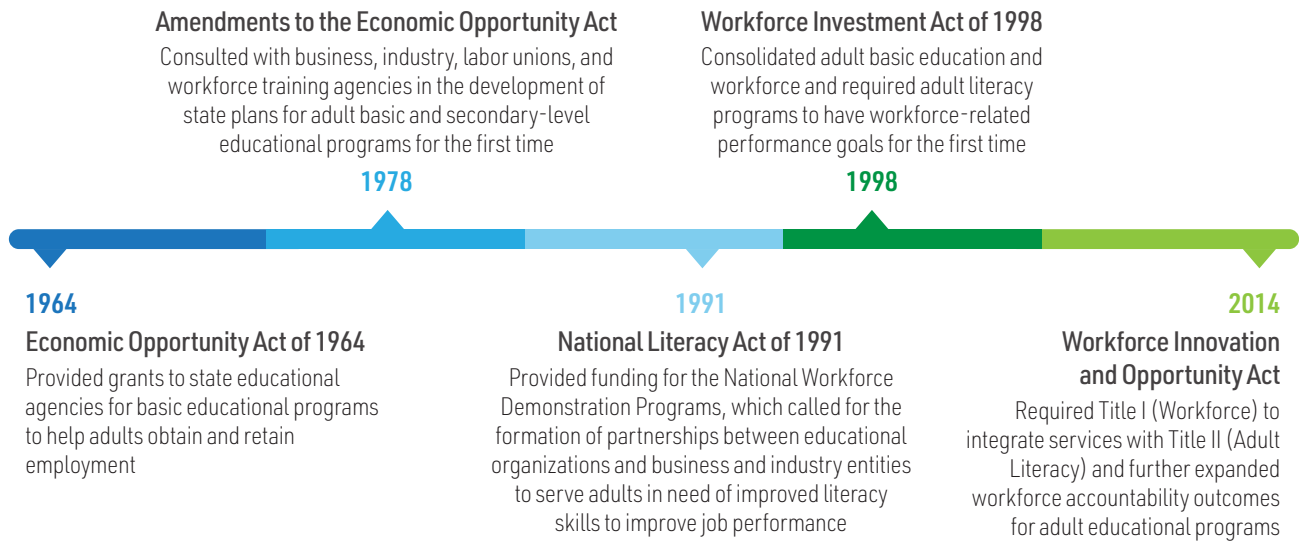 Amendments to the Economic Opportunity Act
Consulted with business, industry, labor unions, and
workforce training agencies in the development of
state plans for adult basic and secondary-level
educational programs for the first time
1978
Workforce Investment Act of 1998
Consolidated adult basic education and
workforce and required adult literacy
programs to have workforce-related
performance goals for the first time
1998
1964
Economic Opportunity Act of 1964
Provided grants to state educational
agencies for basic educational programs
to help adults obtain and retain
employment
1991
National Literacy Act of 1991
Provided funding for the National Workforce
Demonstration Programs, which called for the
formation of partnerships between educational
organizations and business and industry entities
to serve adults in need of improved literacy
skills to improve job performance
2014
Workforce Innovation
and Opportunity Act
Required Title I (Workforce) to
integrate services with Title II (Adult
Literacy) and further expanded
workforce accountability outcomes
for adult educational programs